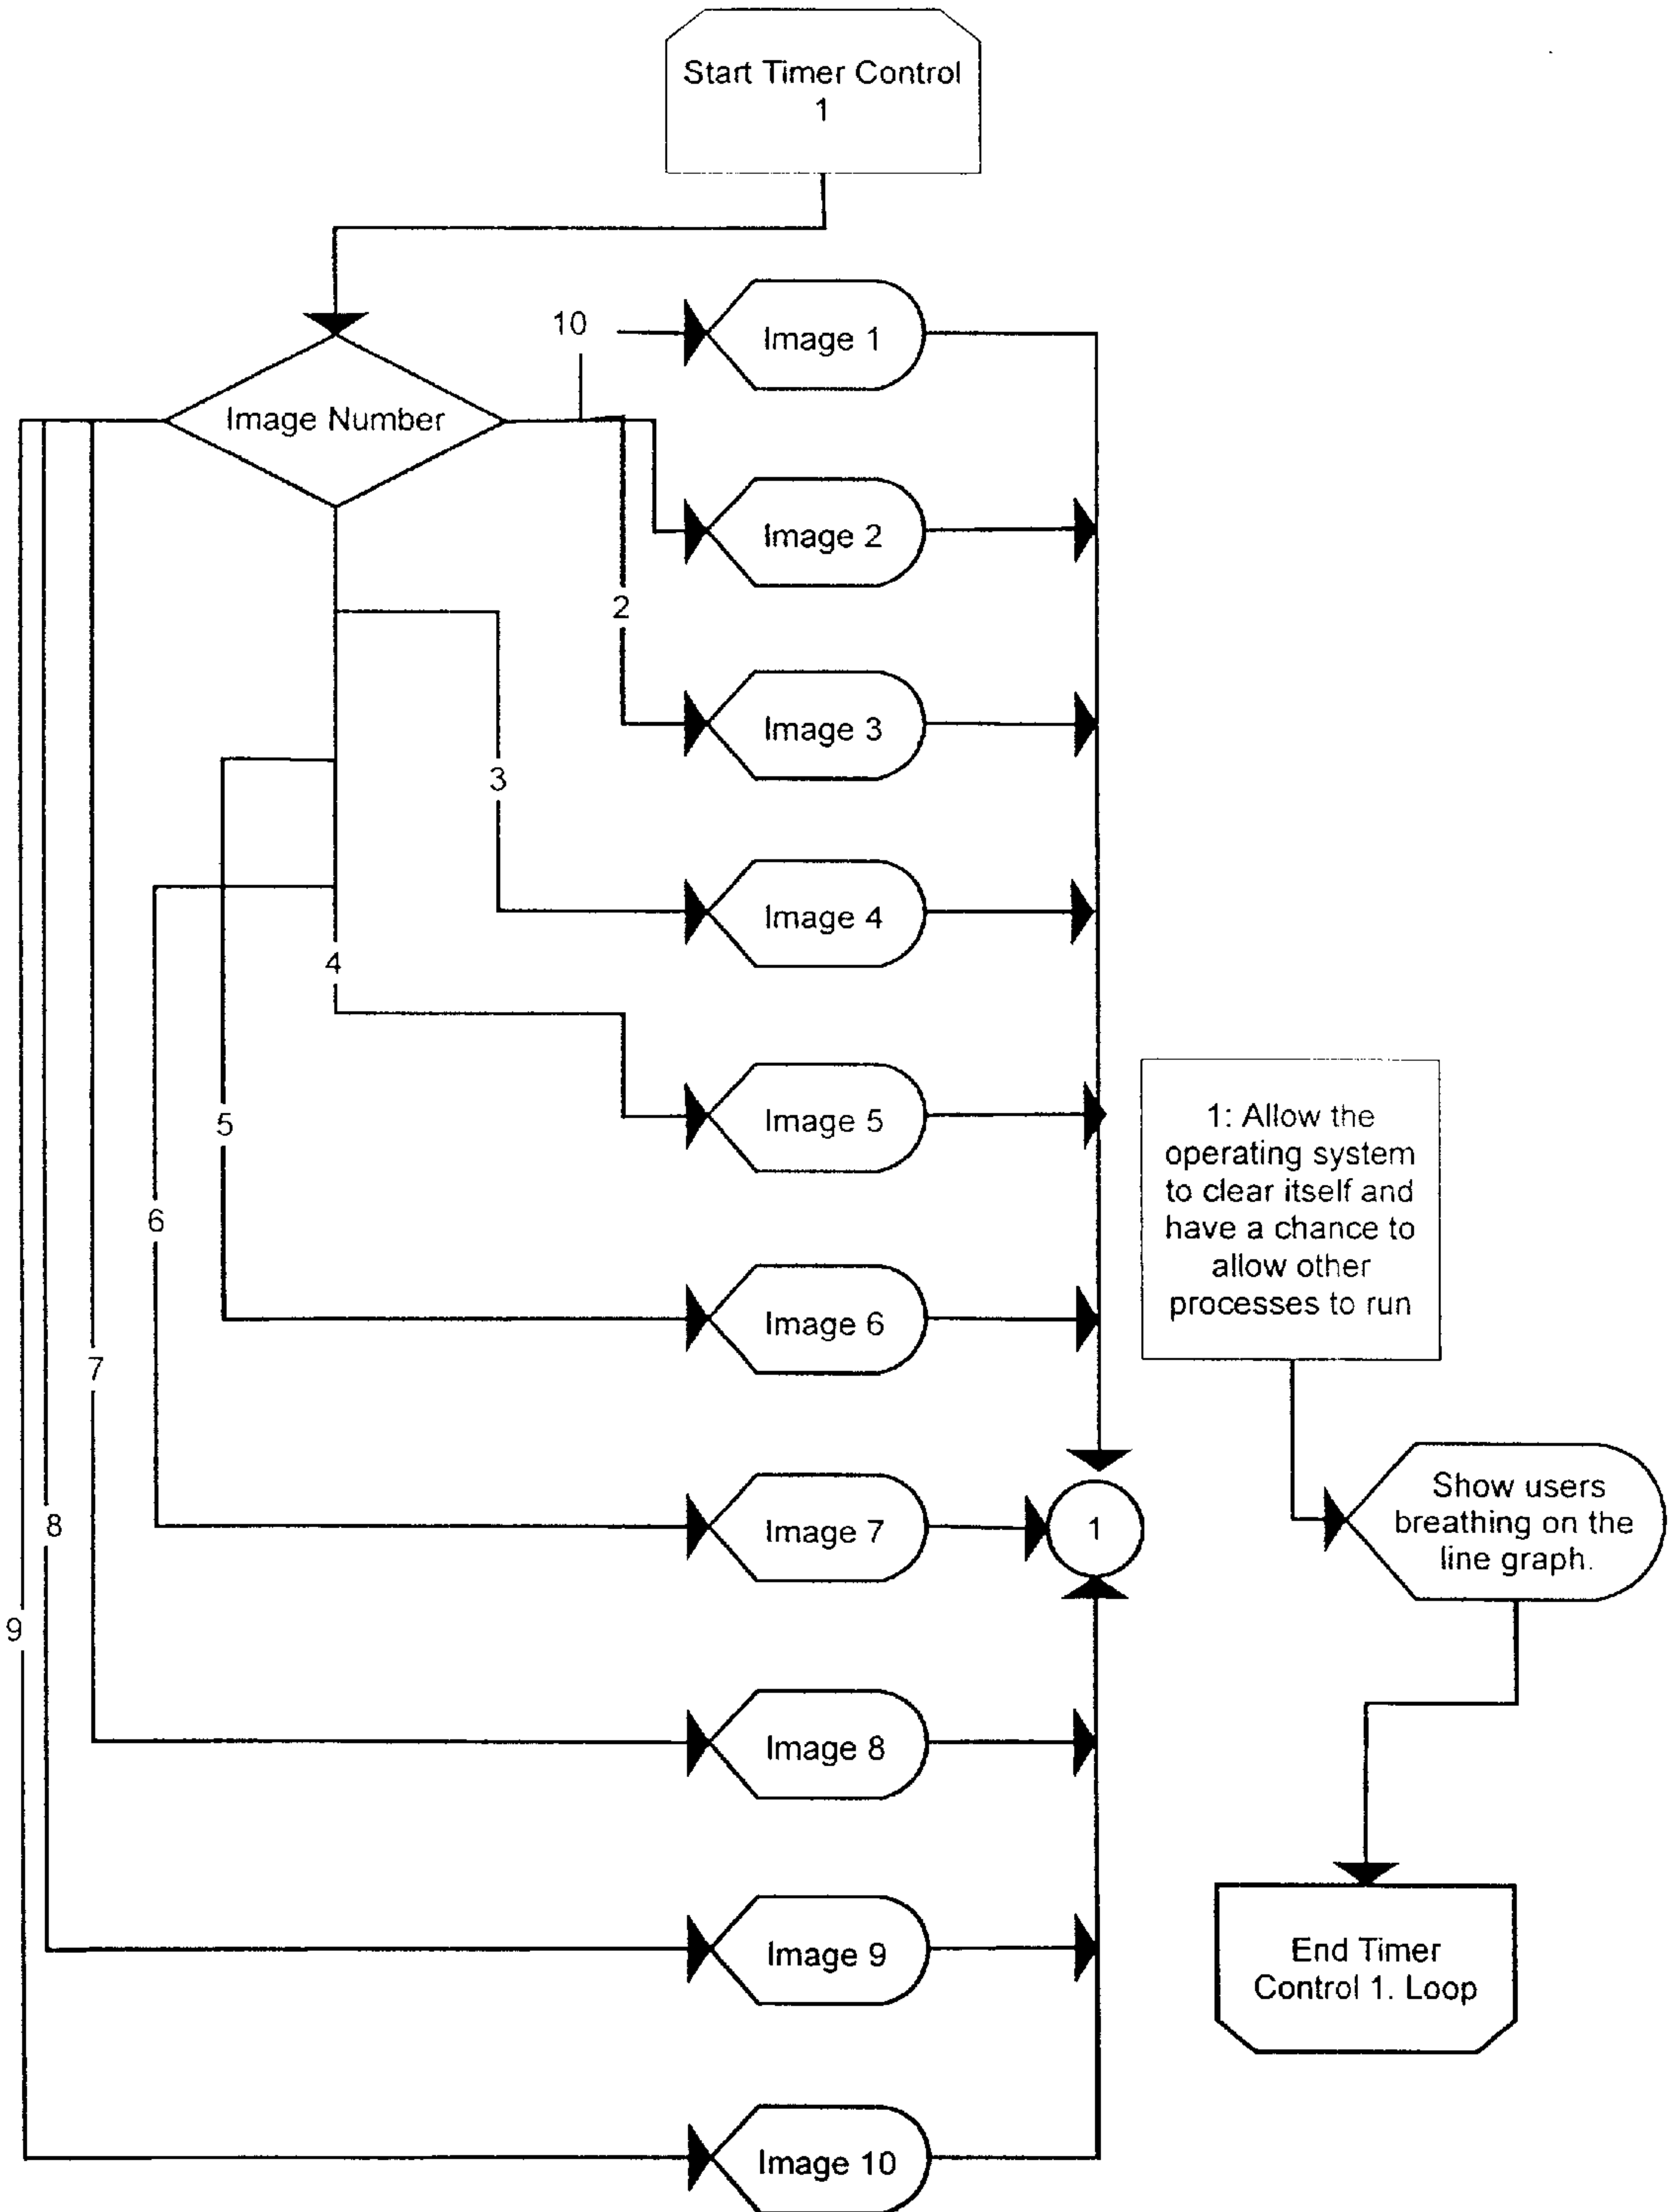 Start Timer Control
1
10
Image 1
Image Number
Image 2
2
Image 3
3
Image 4
4
Image 5
5
1: Allow the
operating system
to clear itself and
have a chance to
allow other
processes to run
6
Image 6
7
Show users
breathing on the
line graph.
8
Image 7
1
9
Image 8
Image 9
End Timer
Control 1. Loop
Image 10